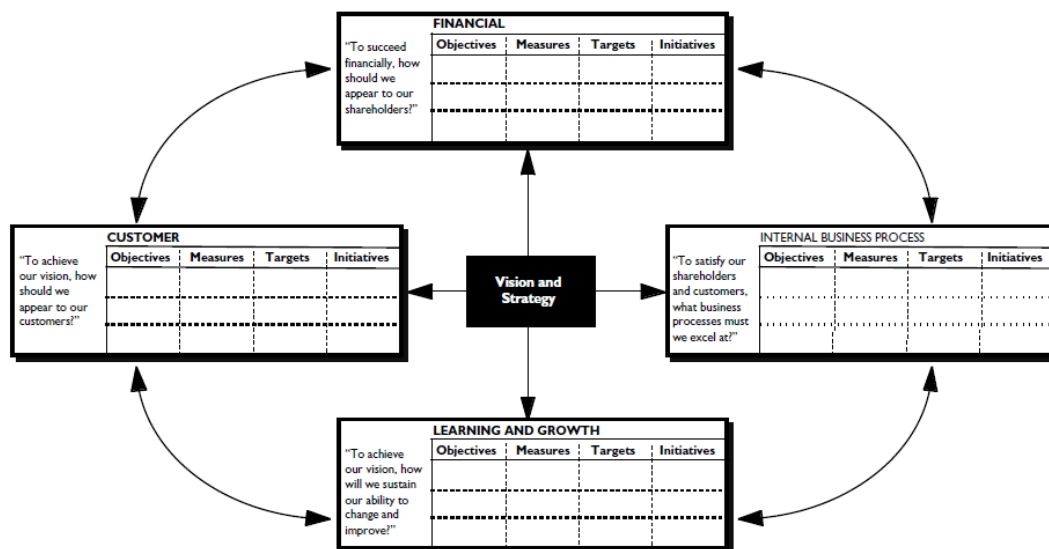 FINANCIAL
“To succeed
financially, how
should we
appear to our
shareholders?”
Objectives Measures Targets Initiatives
CUSTOMER
“To achieve
our vision, how
should we
appear to our
customers?”
Objectives Measures Targets Initiatives
Vision and
Strategy
INTERNAL BUSINESS PROCESS
“To satisfy our
shareholders
and customers,
what business
processes must
we excel at?”
Objectives Measures Targets Initiatives
LEARNING AND GROWTH
“To achieve
our vision, how
will we sustain
our ability to
change and
improve?”
Objectives Measures Targets Initiatives